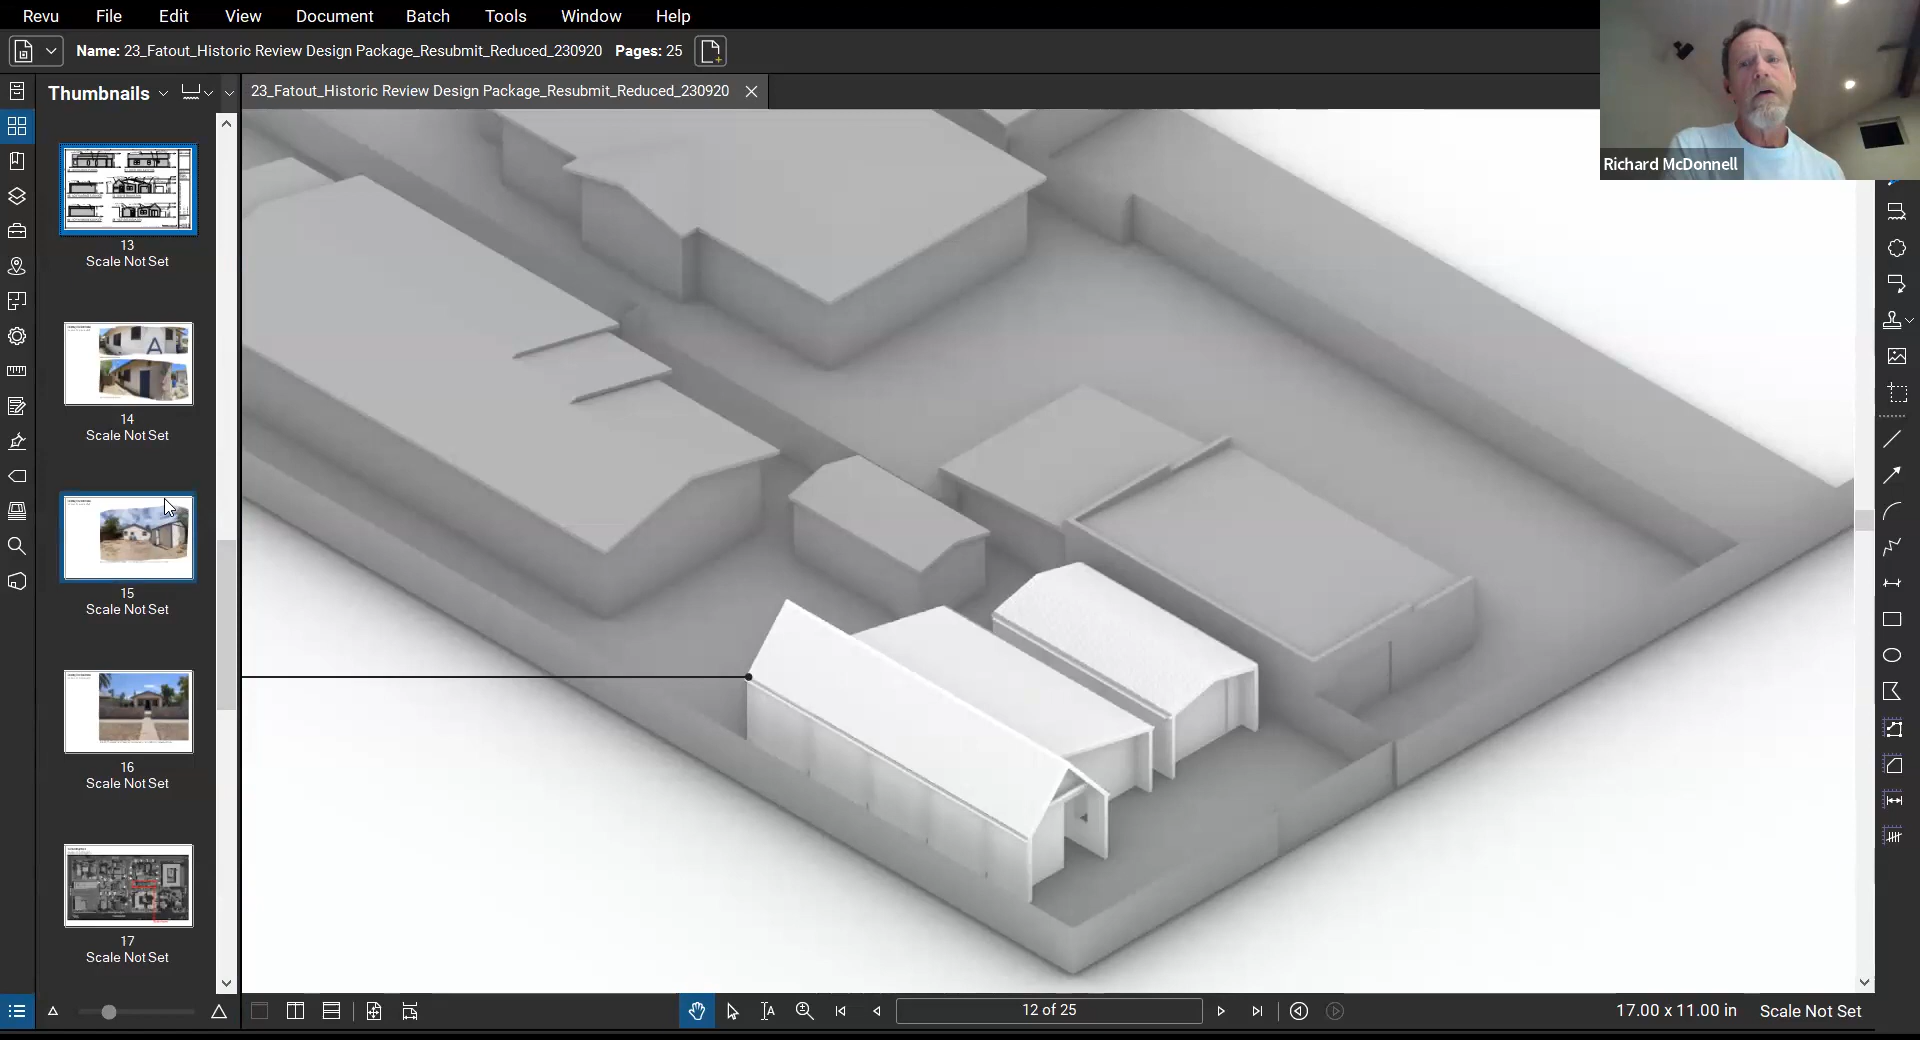 Revu File Edit View Document Batch Tools Window Help
Name: 23_Fatout_Historic Review Design Package_Resubmit_Reduced_230920 Pages: 25
Thumbnails
23_Fatout_Historic Review Design Package_Resubmit_Reduced_230920
Richard McDonnell
13
Scale Not Set
14
Scale Not Set
15
Scale Not Set
16
Scale Not Set
17
Scale Not Set
12 of 25
17.00 x 11.00 in
Scale Not Set